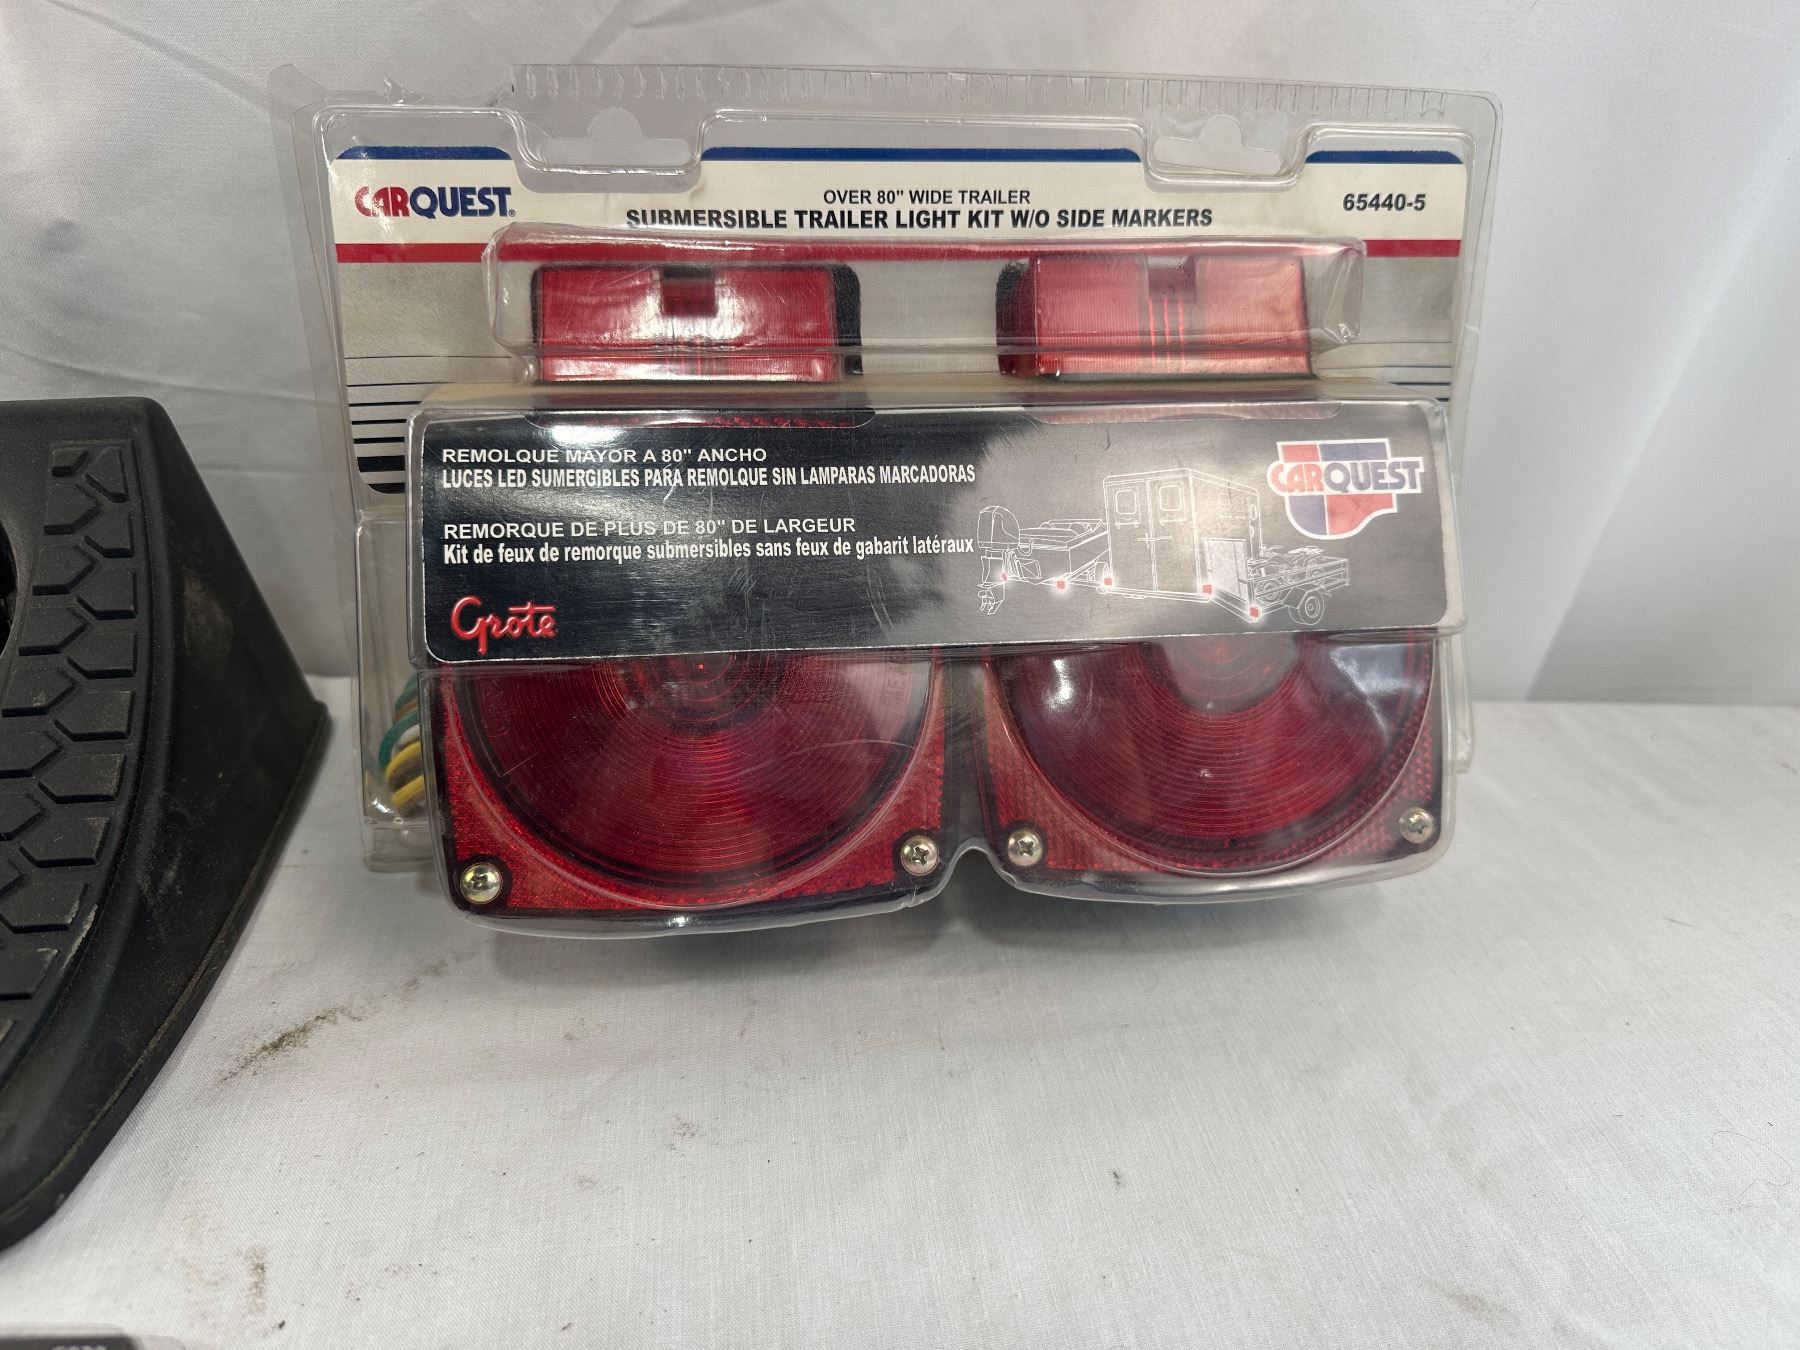 CARQUEST®
OVER 80" WIDE TRAILER
SUBMERSIBLE TRAILER LIGHT KIT W/O SIDE MARKERS
65440-5
REMOLQUE MAYOR A 80" ANCHO
LUCES LED SUMERGIBLES PARA REMOLQUE SIN LAMPARAS MARCADORAS
REMORQUE DE PLUS DE 80" DE LARGEUR
Kit de feux de remorque submersibles sans feux de gabarit latéraux
CARQUEST
Grote